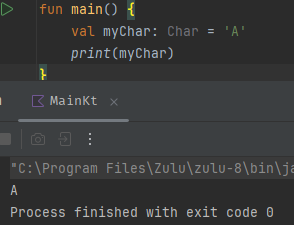 fun main() {
val myChar: Char = 'A'
print(myChar)
}
MainKt ×
"C:\Program Files\Zulu\zulu-8\bin\ja
A
Process finished with exit code 0